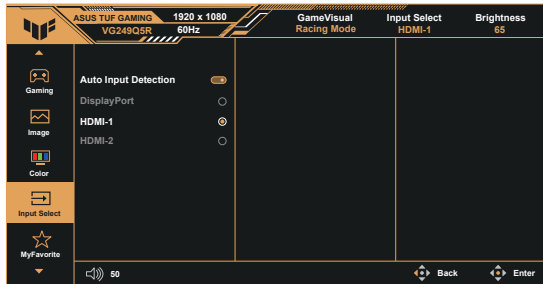 ASUS TUF GAMING
VG249Q5R
1920 x 1080
60Hz
GameVisual
Racing Mode
Input Select
HDMI-1
Brightness
65
Gaming
Image
Color
Input Select
MyFavorite
Auto Input Detection
DisplayPort
HDMI-1
HDMI-2
50
Back
Enter